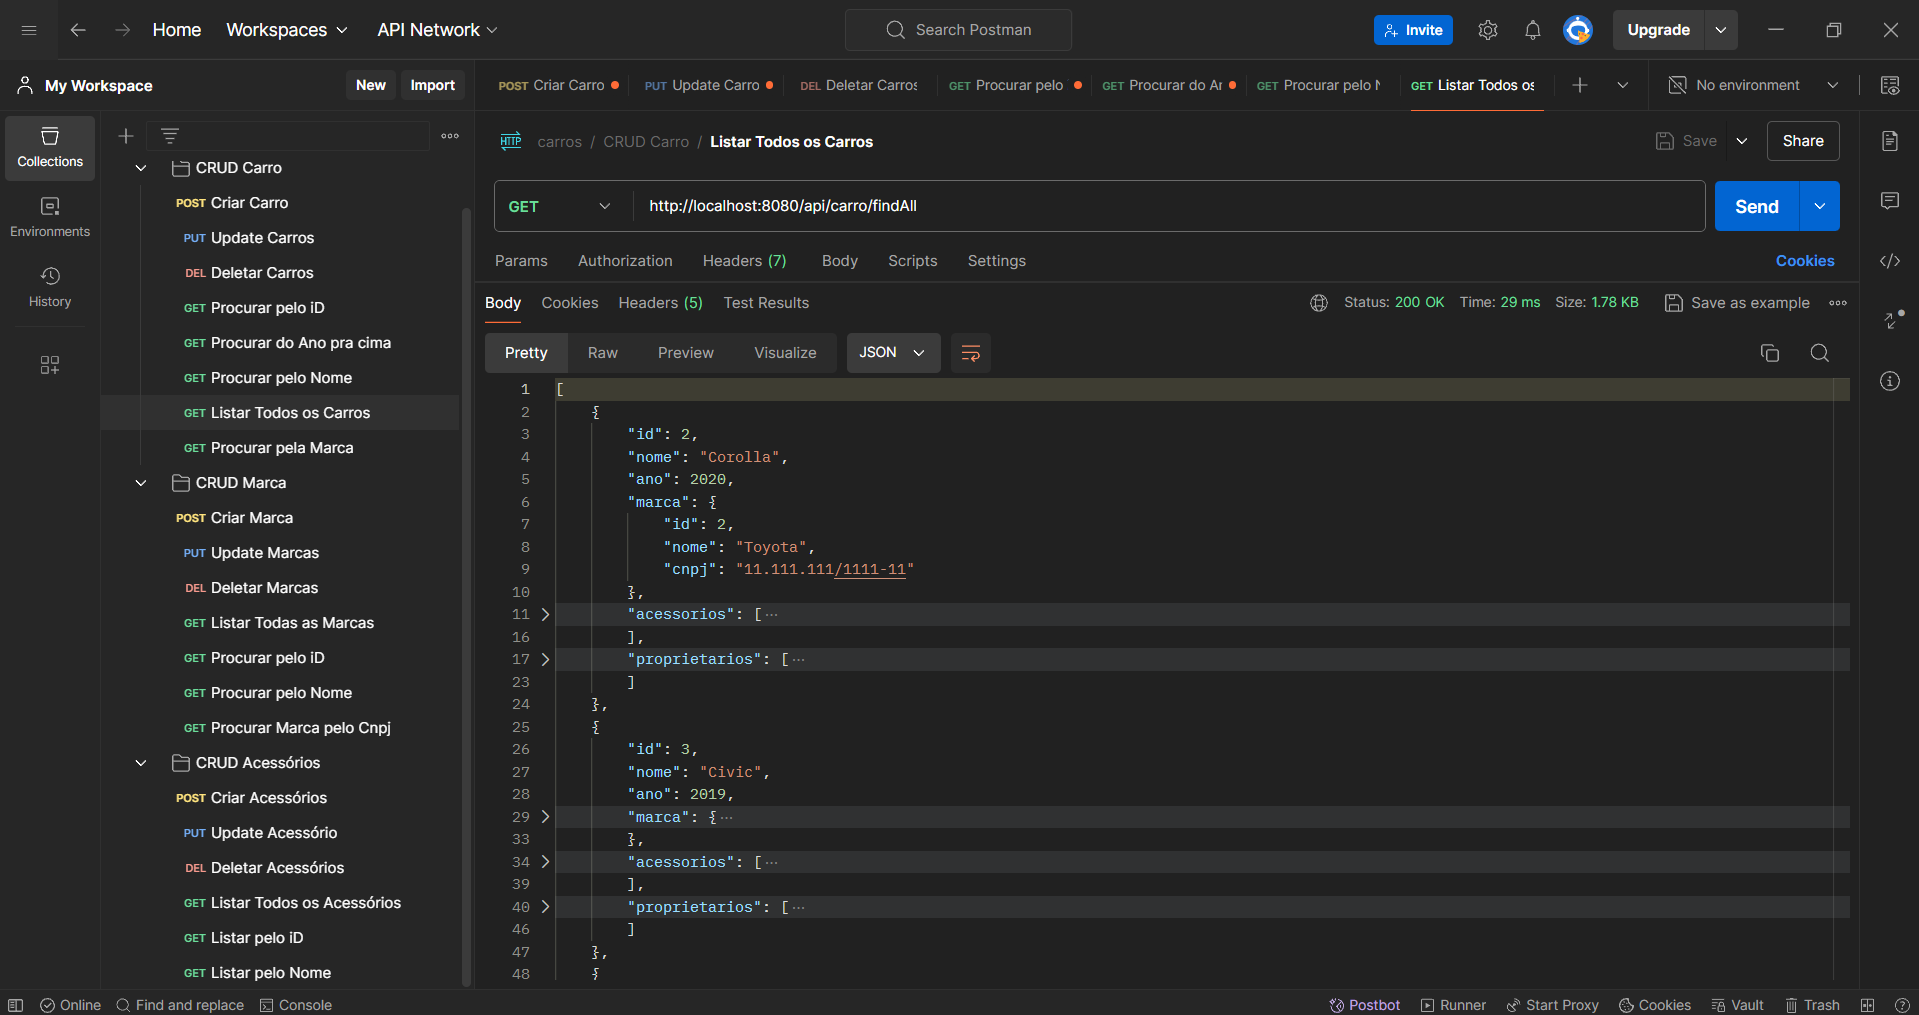 Home Workspaces API Network Search Postman Invite Upgrade
My Workspace New Import
POST Criar Carro PUT Update Carro DEL Deletar Carros GET Procurar pelo GET Procurar do Ar GET Procurar pelo N GET Listar Todos os No environment
Collections
Environments
History
CRUD Carro
POST Criar Carro
PUT Update Carros
DEL Deletar Carros
GET Procurar pelo iD
GET Procurar do Ano pra cima
GET Procurar pelo Nome
GET Listar Todos os Carros
GET Procurar pela Marca
CRUD Marca
POST Criar Marca
PUT Update Marcas
DEL Deletar Marcas
GET Listar Todas as Marcas
GET Procurar pelo iD
GET Procurar pelo Nome
GET Procurar Marca pelo Cnpj
CRUD Acessórios
POST Criar Acessórios
PUT Update Acessório
DEL Deletar Acessórios
GET Listar Todos os Acessórios
GET Listar pelo iD
GET Listar pelo Nome
HTTP carros / CRUD Carro / Listar Todos os Carros Save Share
GET http://localhost:8080/api/carro/findAll Send
Params Authorization Headers (7) Body Scripts Settings Cookies
Body Cookies Headers (5) Test Results Status: 200 OK Time: 29 ms Size: 1.78 KB Save as example
Pretty Raw Preview Visualize JSON
1 [
2 {
3 "id": 2,
4 "nome": "Corolla",
5 "ano": 2020,
6 "marca": {
7 "id": 2,
8 "nome": "Toyota",
9 "cnpj": "11.111.111/1111-11"
10 },
11 "acessorios": [ ···
16 ],
17 "proprietarios": [ ···
23 ]
24 },
25 {
26 "id": 3,
27 "nome": "Civic",
28 "ano": 2019,
29 "marca": { ···
33 },
34 "acessorios": [ ···
39 ],
40 "proprietarios": [ ···
46 ]
47 },
48 {
Online Find and replace Console Postbot Runner Start Proxy Cookies Vault Trash